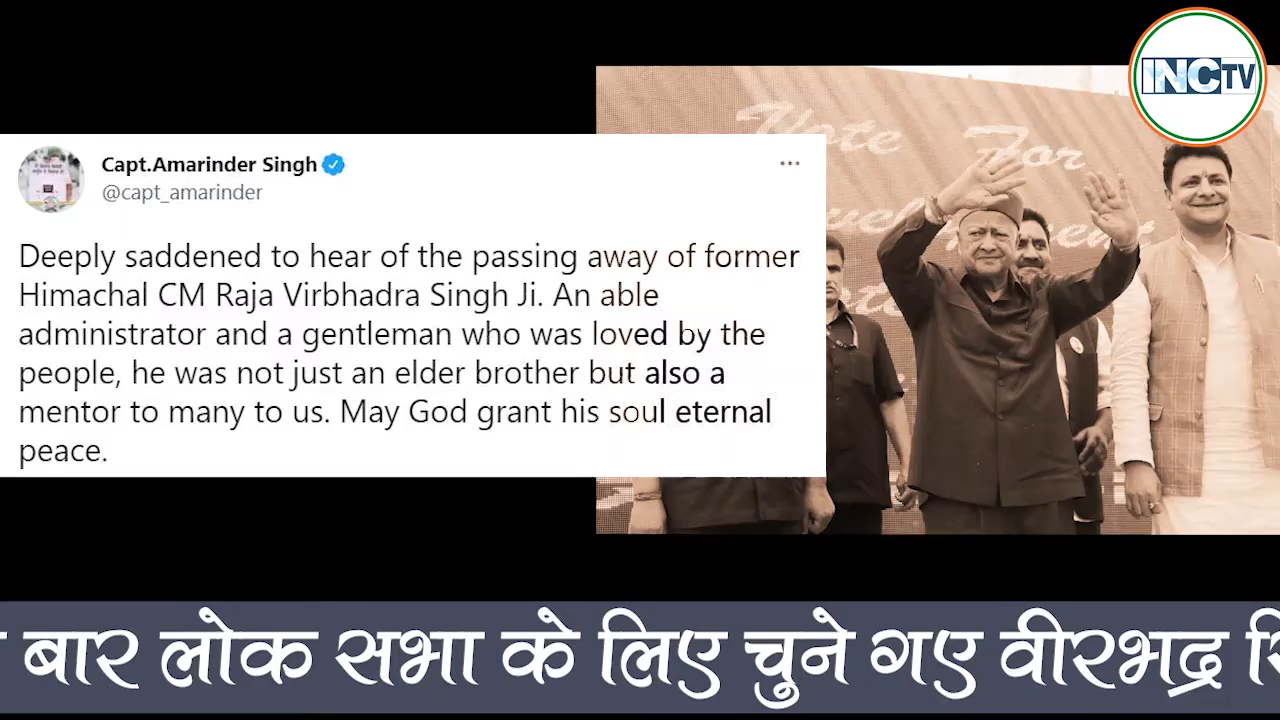 INCTV
Vote For
Capt.Amarinder Singh
@capt_amarinder
Deeply saddened to hear of the passing away of former
Himachal CM Raja Virbhadra Singh Ji. An able
administrator and a gentleman who was loved by the
people, he was not just an elder brother but also a
mentor to many to us. May God grant his soul eternal
peace.
बार लोक सभा के लिए चुने गए वीरभद्र